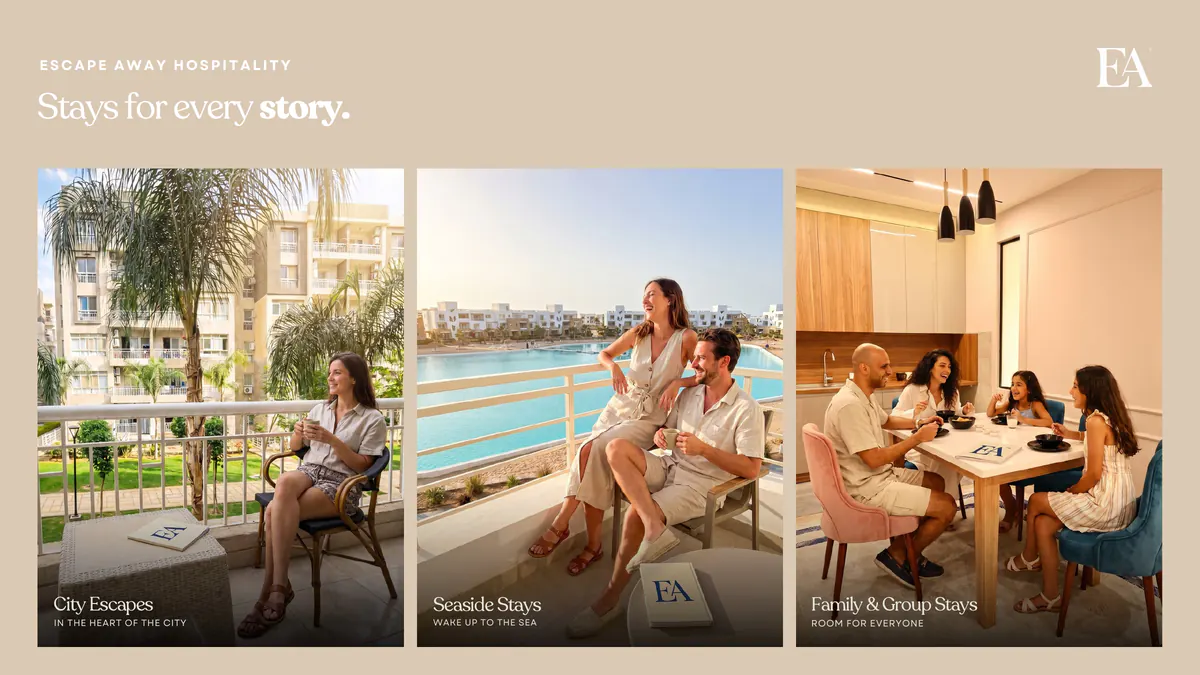 ESCAPE AWAY HOSPITALITY
EA
Stays for every story.
EA
City Escapes
IN THE HEART OF THE CITY
EA
Seaside Stays
WAKE UP TO THE SEA
EA
Family & Group Stays
ROOM FOR EVERYONE